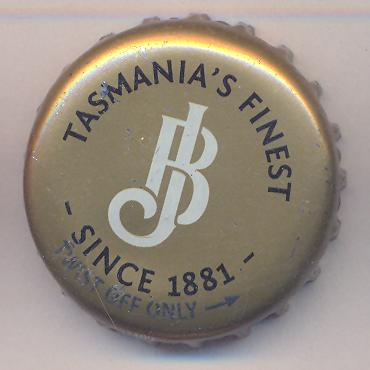 TASMANIA'S FINEST
JB
- SINCE 1881 -
TWIST OFF ONLY →